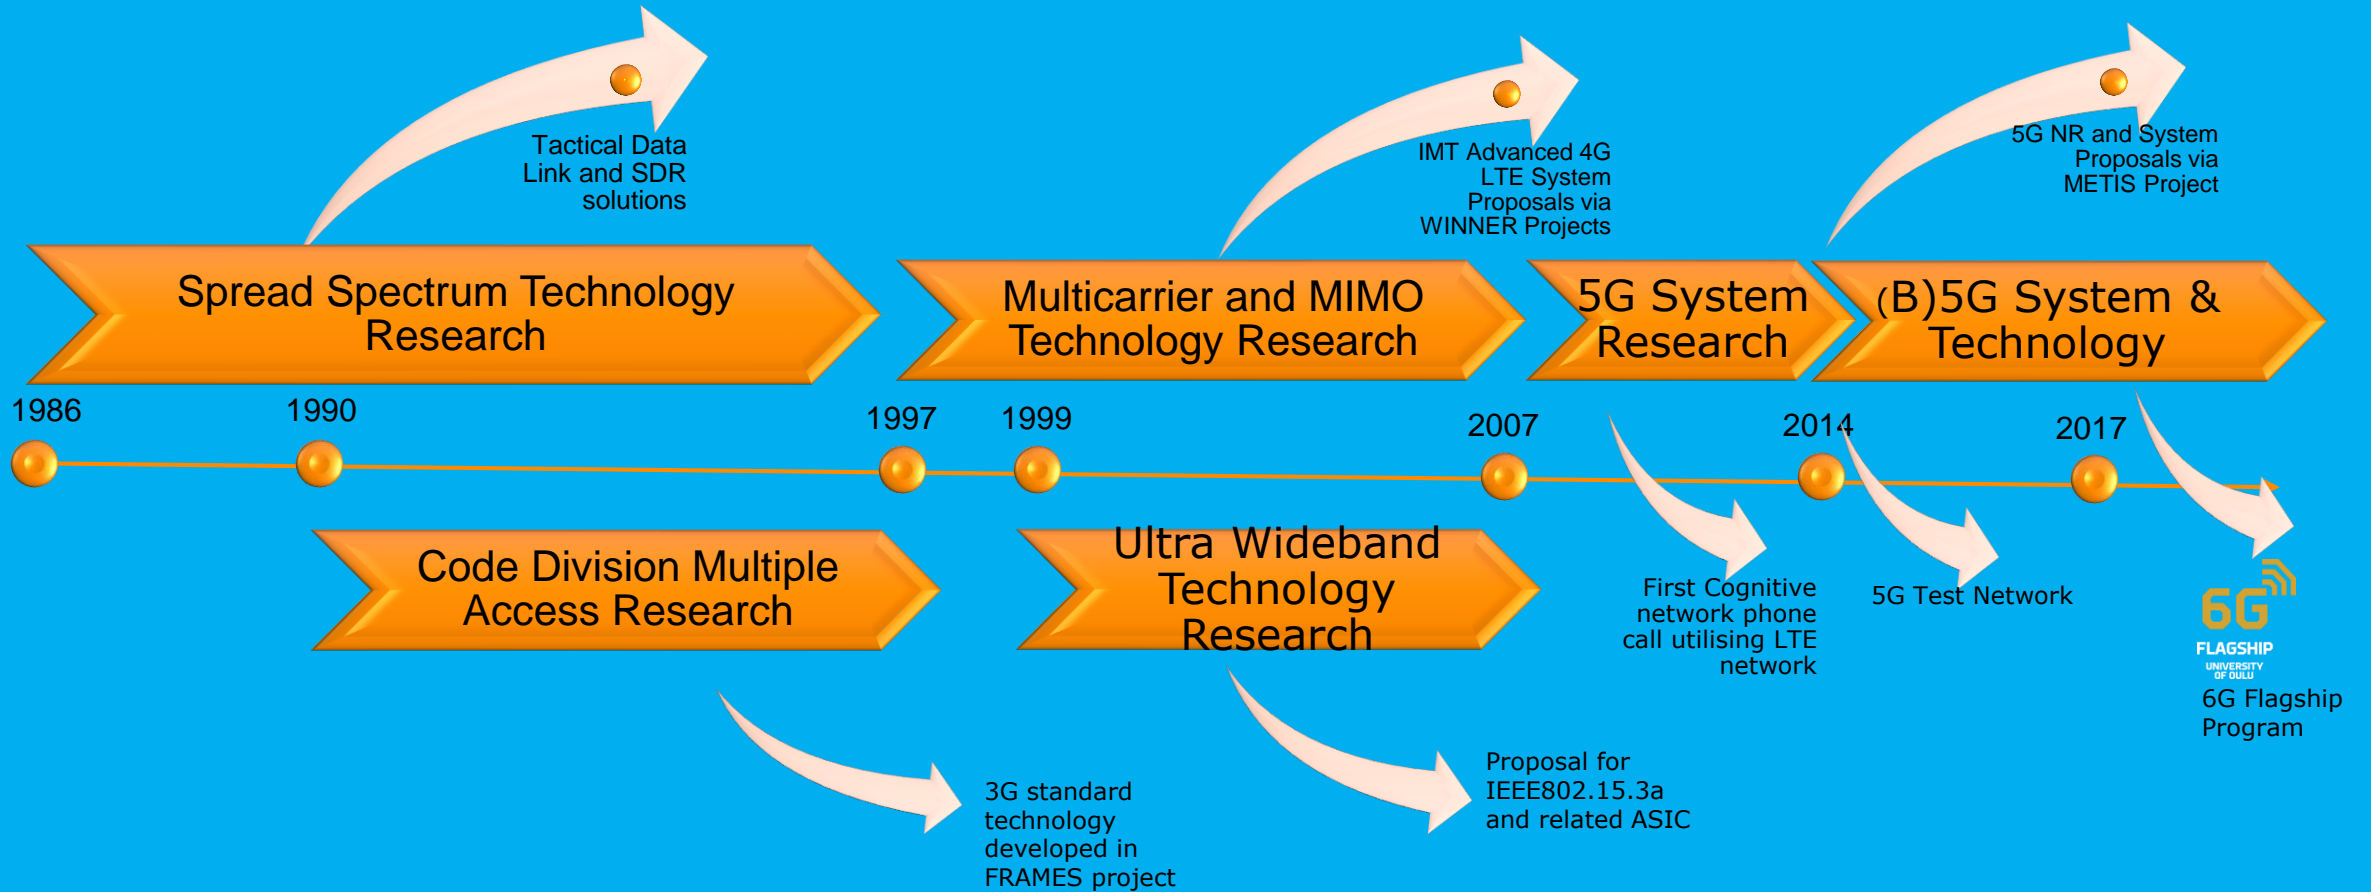 Tactical Data
Link and SDR
solutions
IMT Advanced 4G
LTE System
Proposals via
WINNER Projects
5G NR and System
Proposals via
METIS Project
Spread Spectrum Technology
Research
Multicarrier and MIMO
Technology Research
5G System
Research
(B)5G System &
Technology
1986
1990
1997
1999
2007
2014
2017
Code Division Multiple
Access Research
Ultra Wideband
Technology
Research
First Cognitive
network phone
call utilising LTE
network
5G Test Network
6G
FLAGSHIP
UNIVERSITY
OF OULU
6G Flagship
Program
3G standard
technology
developed in
FRAMES project
Proposal for
IEEE802.15.3a
and related ASIC